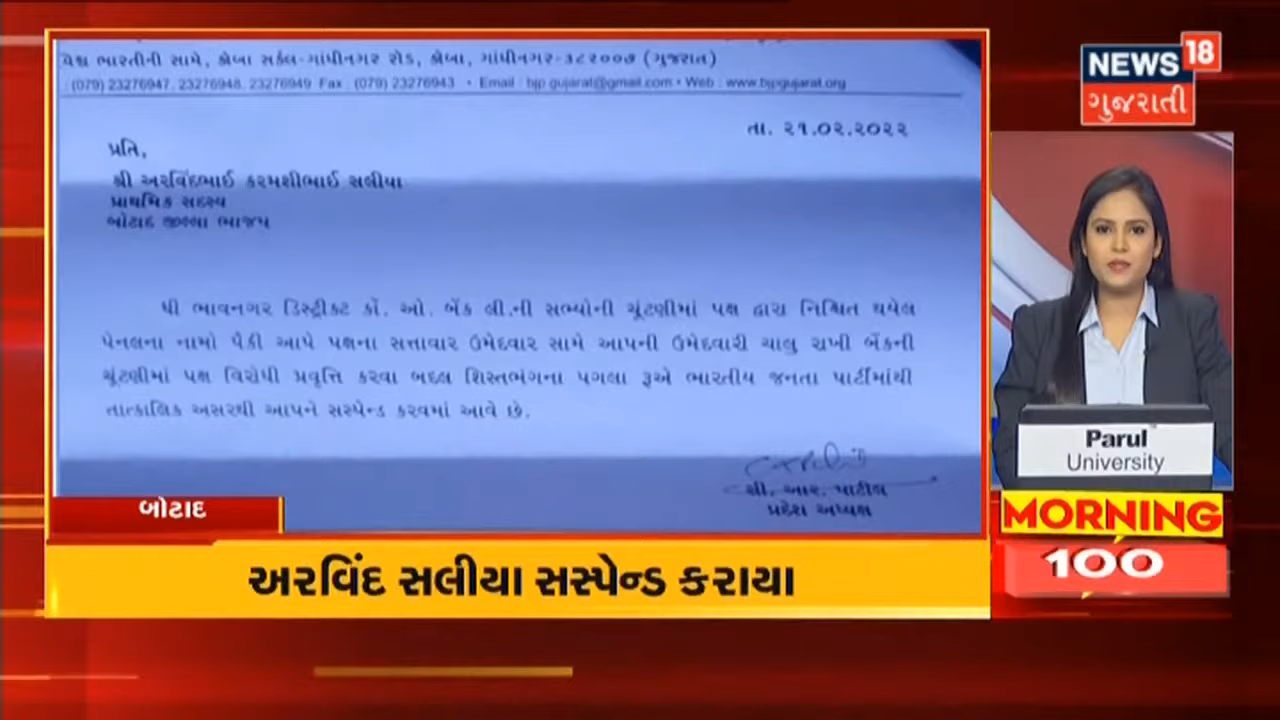 વિશ્વ ભારતીની સામે, કોબા સર્કલ-ગાંધીનગર રોડ, કોબા, ગાંધીનગર-૩૮૨૦૦૭ (ગુજરાત)
: (079) 23276947, 23276948, 23276949 Fax : (079) 23276943 • Email : bjp.gujarat@gmail.com • Web : www.bjpgujarat.org
તા. ૨૧.૦૨.૨૦૨૨
પ્રતિ,
શ્રી અરવિંદભાઈ કરમશીભાઈ સલીયા
પ્રાથમિક સદસ્ય
બોટાદ જીલ્લા ભાજપ
ધી ભાવનગર ડિસ્ટ્રીક્ટ કોં. ઓ. બેંક લી.ની સભ્યોની ચૂંટણીમાં પક્ષ દ્વારા નિશ્ચિત થયેલ
પેનલના નામો પૈકી આપે પક્ષના સત્તાવાર ઉમેદવાર સામે આપની ઉમેદવારી ચાલુ રાખી બેંકની
ચૂંટણીમાં પક્ષ વિરોધી પ્રવૃત્તિ કરવા બદલ શિસ્તભંગના પગલા રૂએ ભારતીય જનતા પાર્ટીમાંથી
તાત્કાલિક અસરથી આપને સસ્પેન્ડ કરવમાં આવે છે.
સી. આર. પાટીલ
પ્રદેશ અધ્યક્ષ
બોટાદ
અરવિંદ સલીયા સસ્પેન્ડ કરાયા
NEWS 18
ગુજરાતી
Parul
University
MORNING
100